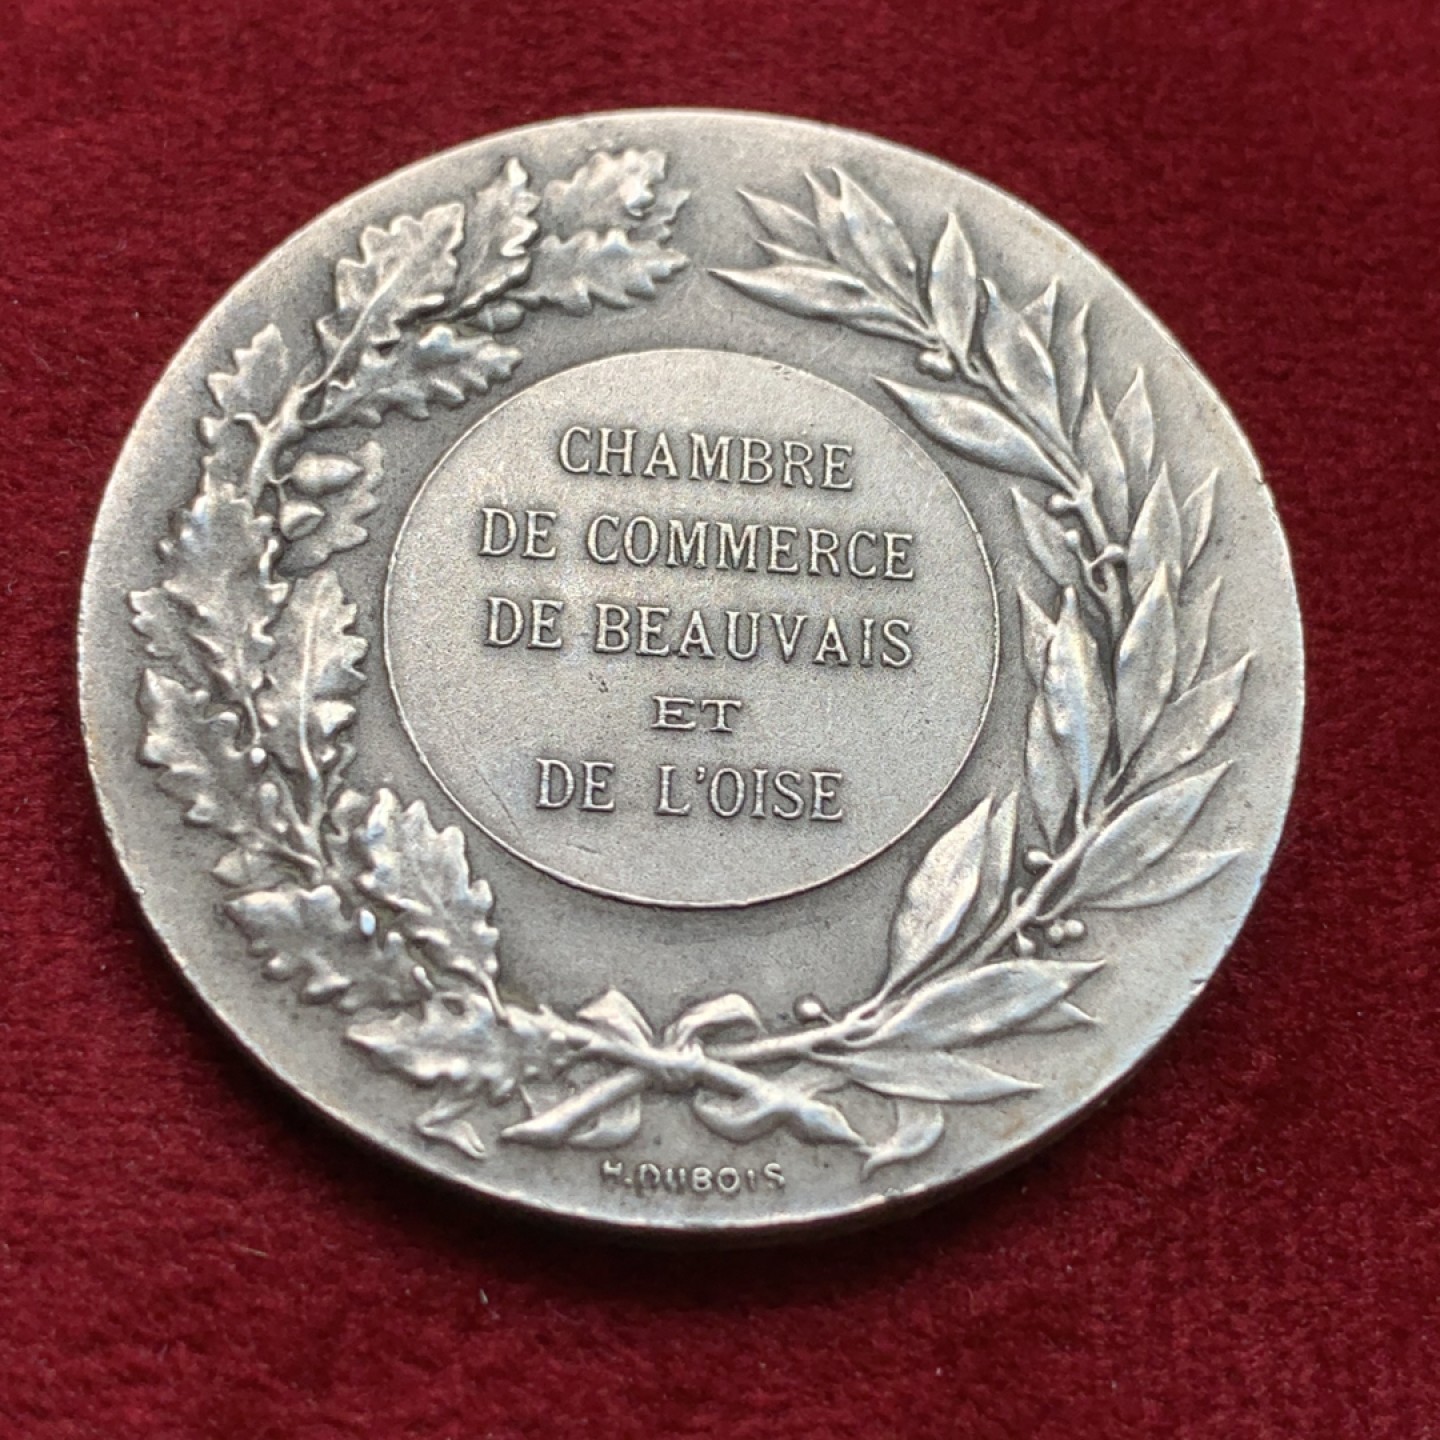 CHAMBRE
DE COMMERCE
DE BEAUVAIS
ET
DE L'OISE
H. DUBOIS